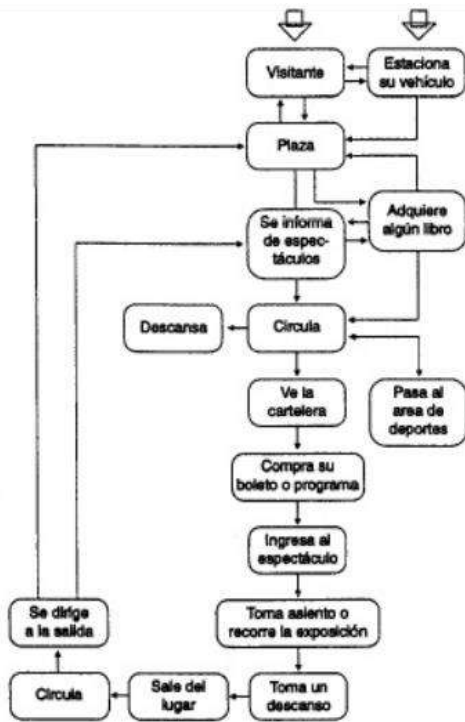 Visitante
Estaciona
su vehículo
Plaza
Adquiere
algún libro
Se informa
de espec-
táculos
Descansa
Circula
Ve la
cartelera
Pasa al
area de
deportes
Compra su
boleto o programa
Ingresa al
espectáculo
Toma asiento o
recorre la exposición
Se dirige
a la salida
Circula
Sale del
lugar
Toma un
descanso